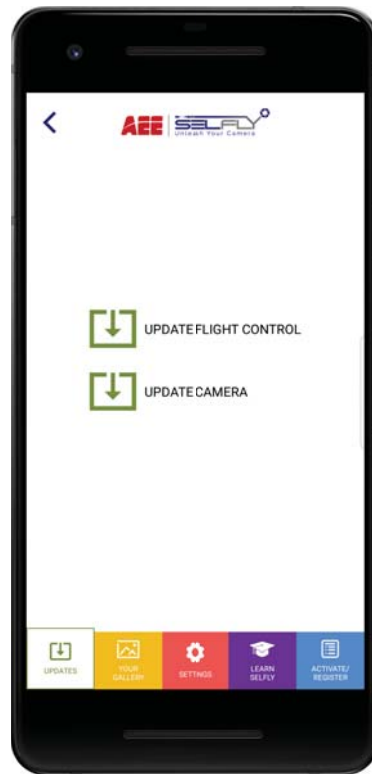 AEE SELFLY
Unleash Your Camera
UPDATE FLIGHT CONTROL
UPDATE CAMERA
UPDATES
YOUR
GALLERY
SETTINGS
LEARN
SELFLY
ACTIVATE/
REGISTER